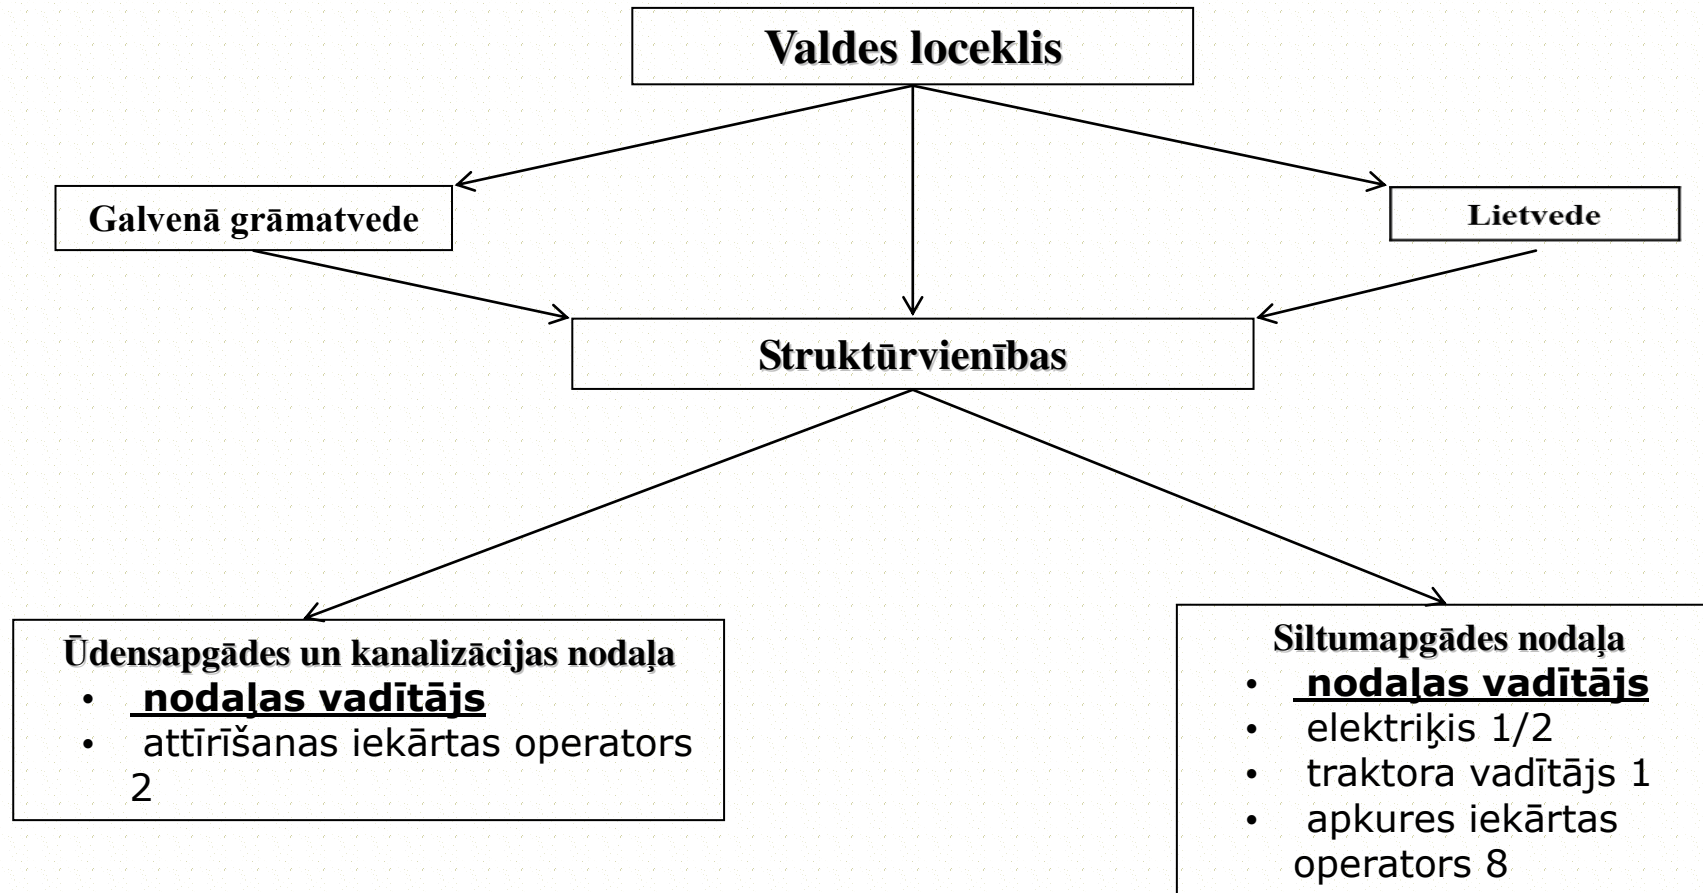 Valdes loceklis
Galvenā grāmatvede
Lietvede
Struktūrvienības
Ūdensapgādes un kanalizācijas nodaļa
• nodaļas vadītājs
• attīrīšanas iekārtas operators
2
Siltumapgādes nodaļa
• nodaļas vadītājs
• elektriķis 1/2
• traktora vadītājs 1
• apkures iekārtas
operators 8